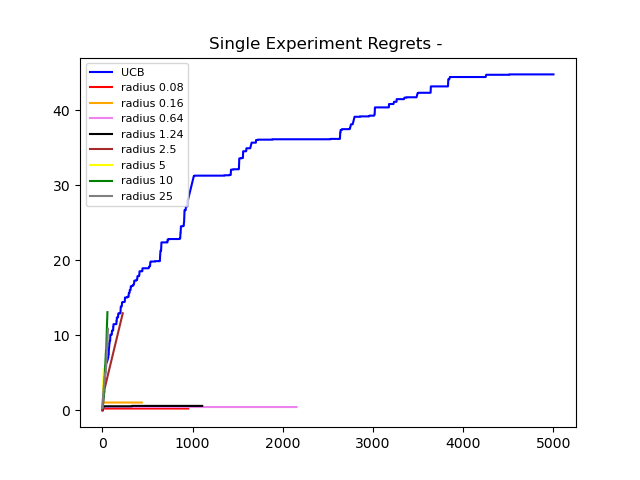 Single Experiment Regrets -
UCB
radius 0.08
radius 0.16
radius 0.64
radius 1.24
radius 2.5
radius 5
radius 10
radius 25
40
30
20
10
0
0 1000 2000 3000 4000 5000